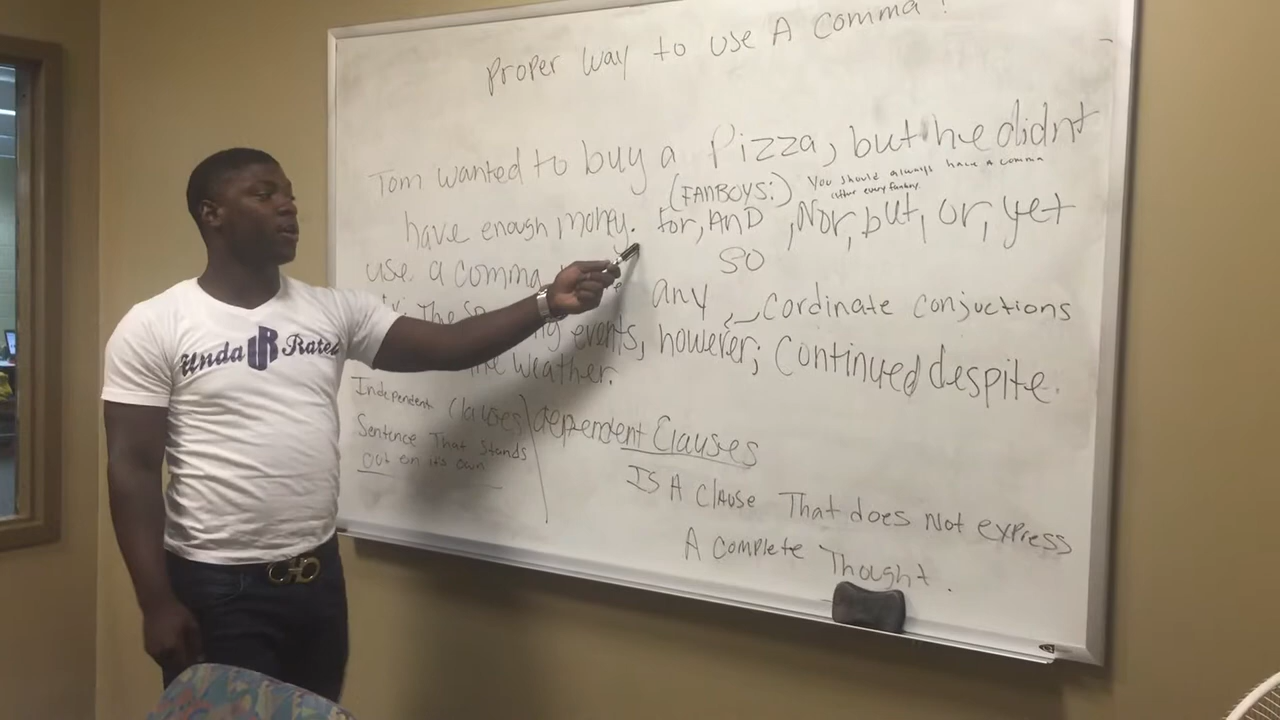 Proper way to use A comma?
Tom wanted to buy a Pizza, but he didnt
(FANBOYS:) You should always have a comma
after every fanboy.
have enough money. for, AND, Nor, but, or, yet
so
use a comma any, cordinate conjuctions
The events, however; continued despite.
the weather.
Independent Clauses
Sentence That Stands
out on its own
dependent Clauses
Is A clause That does Not express
A complete Thought.
Unda UR Rated